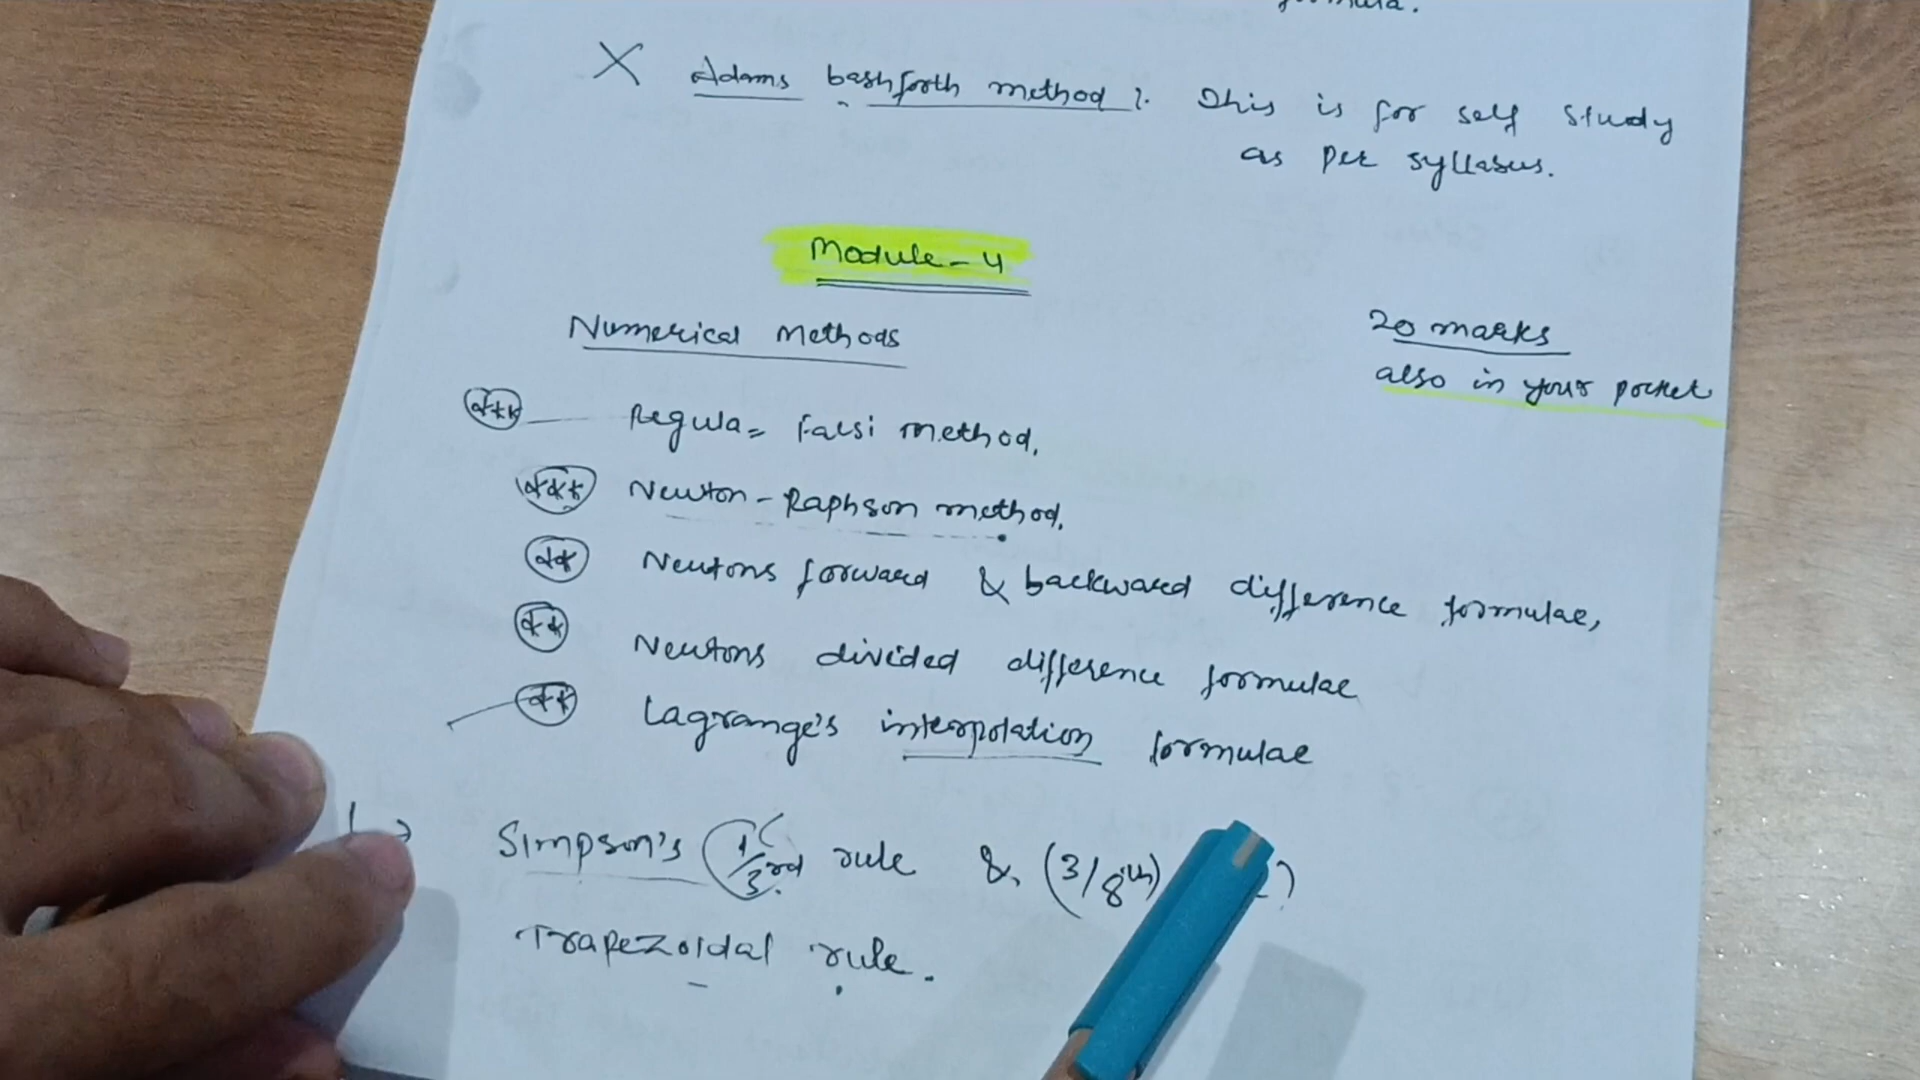 formula.
X Adams bashforth method : This is for self study
as per syllabus.
Module - 4
Numerical Methods
20 marks
also in your pocket
*** Regula = Falsi method,
*** Newton - Raphson method,
** Newtons forward & backward difference formulae,
** Newtons divided difference formulae
** Lagrange's interpolation formulae
Simpson's (1/3rd rule & (3/8th)
Trapezoidal rule.